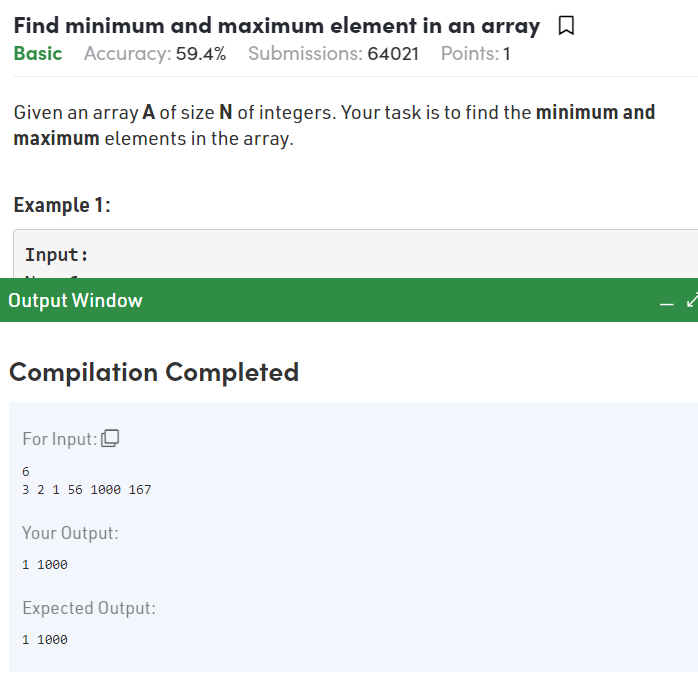 Find minimum and maximum element in an array
Basic Accuracy: 59.4% Submissions: 64021 Points: 1
Given an array A of size N of integers. Your task is to find the minimum and
maximum elements in the array.
Example 1:
Input:
Output Window
Compilation Completed
For Input:
6
3 2 1 56 1000 167
Your Output:
1 1000
Expected Output:
1 1000